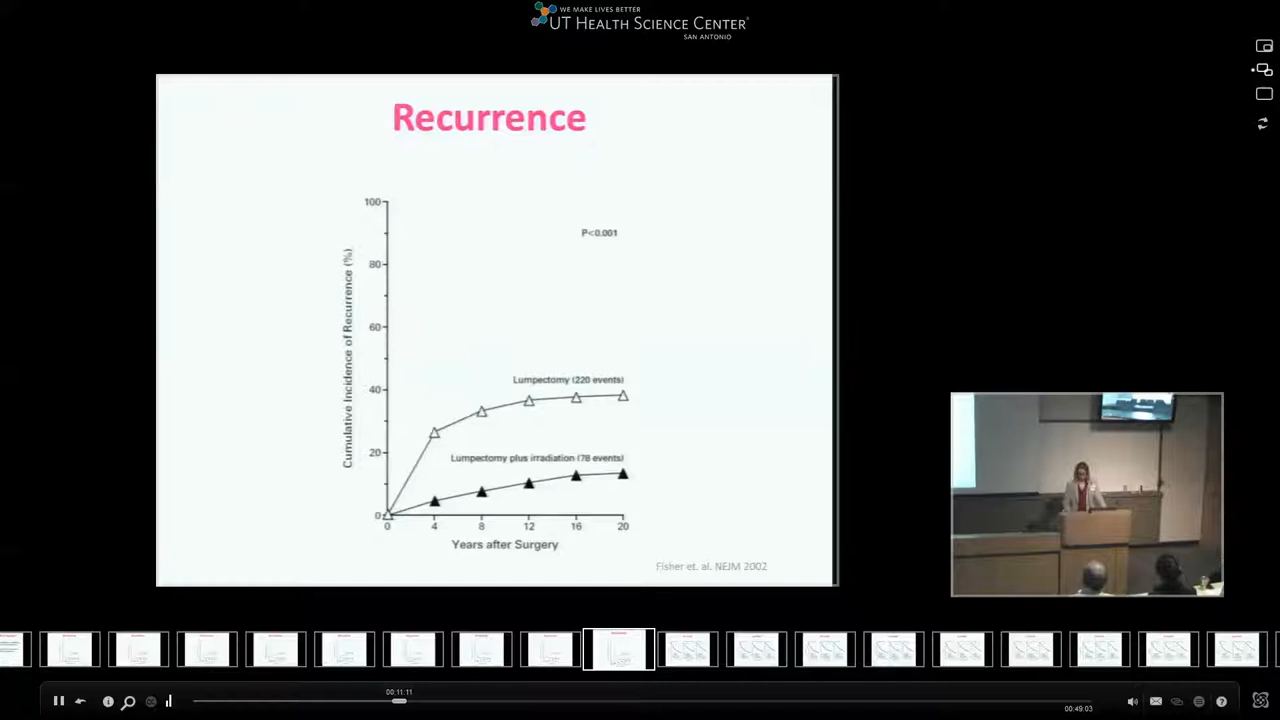 WE MAKE LIVES BETTER
UT HEALTH SCIENCE CENTER®
SAN ANTONIO
Recurrence
100
80
60
40
20
0
Cumulative Incidence of Recurrence (%)
P<0.001
Lumpectomy (220 events)
Lumpectomy plus irradiation (78 events)
0 4 8 12 16 20
Years after Surgery
Fisher et. al. NEJM 2002
00:11:11
00:49:03